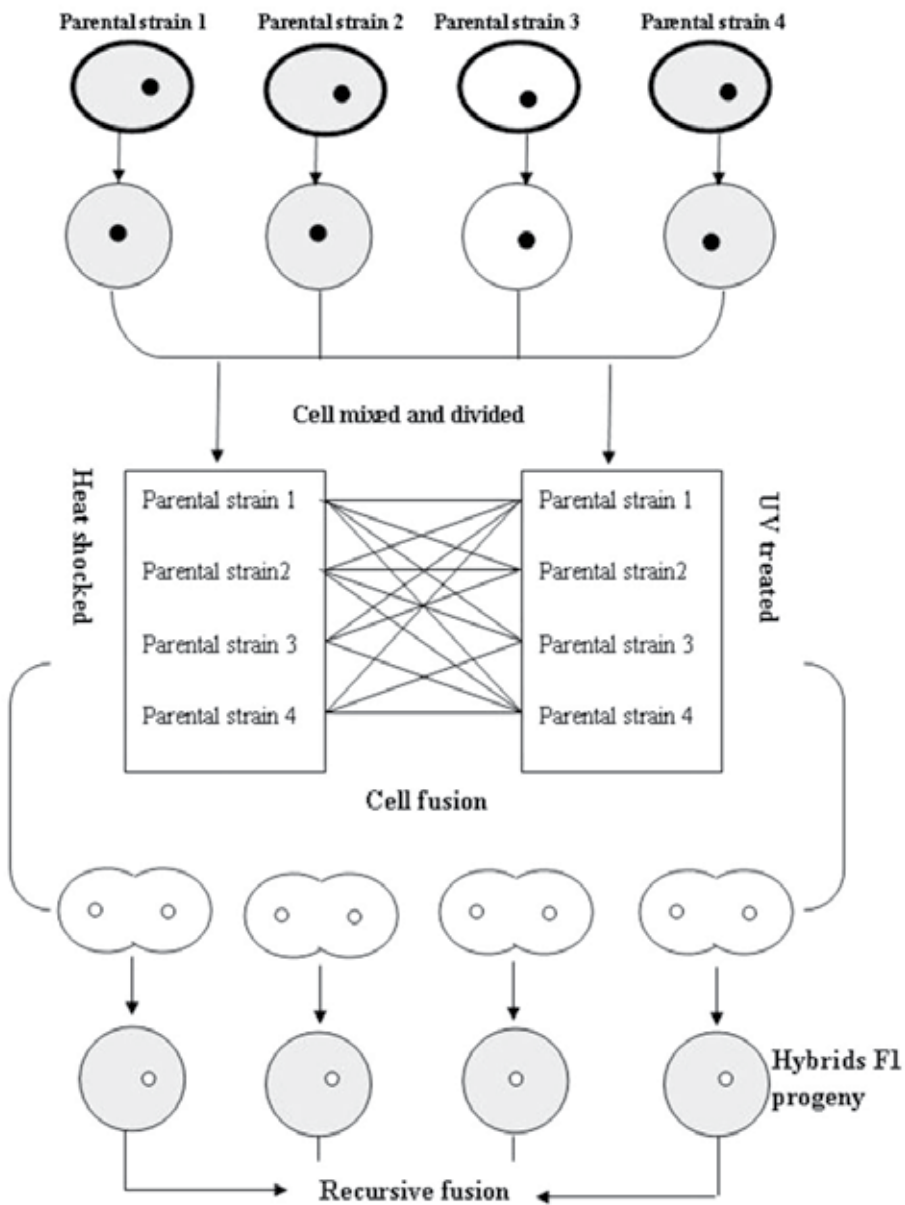 Parental strain 1
Parental strain 2
Parental strain 3
Parental strain 4
Cell mixed and divided
Heat shocked
Parental strain 1
Parental strain2
Parental strain 3
Parental strain 4
Parental strain 1
Parental strain2
Parental strain 3
Parental strain 4
UV treated
Cell fusion
Hybrids F1
progeny
Recursive fusion